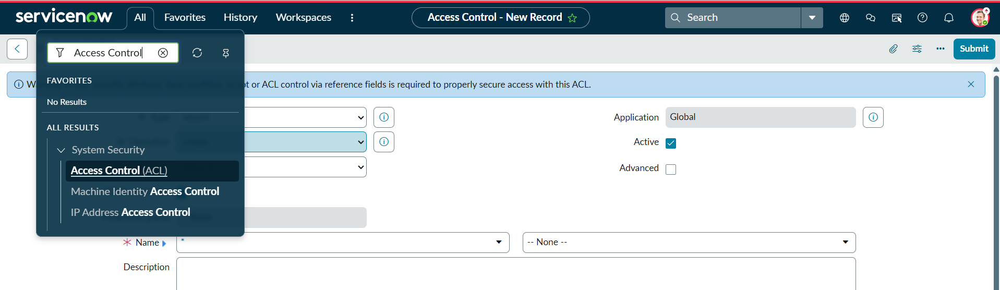 servicenow All Favorites History Workspaces Access Control - New Record Search
Access Control
Submit
FAVORITES
No Results
or ACL control via reference fields is required to properly secure access with this ACL.
ALL RESULTS
Application Global
System Security
Active
Access Control (ACL)
Advanced
Machine Identity Access Control
IP Address Access Control
Name * -- None --
Description